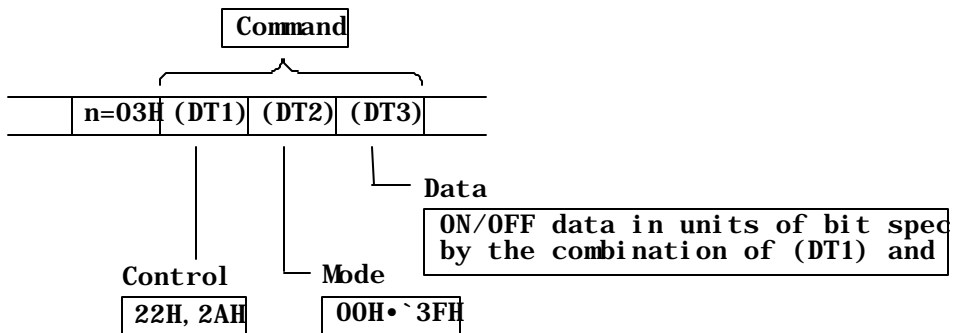 Command
n=03H (DT1) (DT2) (DT3)
Data
ON/OFF data in units of bit spec
by the combination of (DT1) and
Control
22H, 2AH
Mode
00H•`3FH